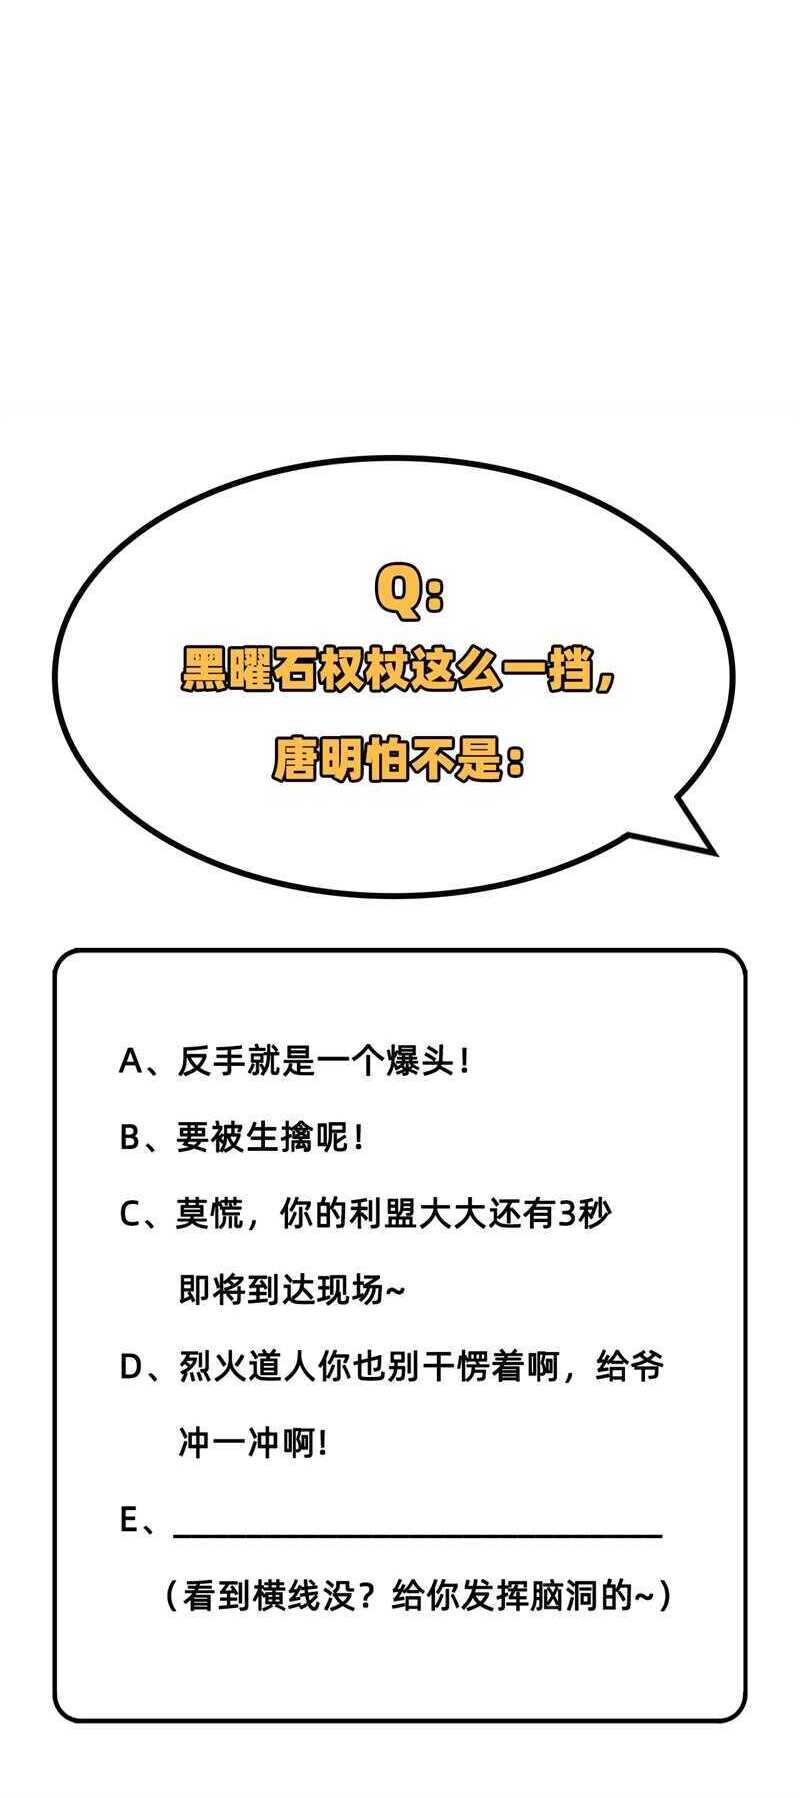 Q:
黑曜石权杖这么一挡，
唐明怕不是：
A、反手就是一个爆头！
B、要被生擒呢！
C、莫慌，你的利盟大大还有3秒
即将到达现场~
D、烈火道人你也别干愣着啊，给爷
冲一冲啊！
E、______________________________
（看到横线没？给你发挥脑洞的~）